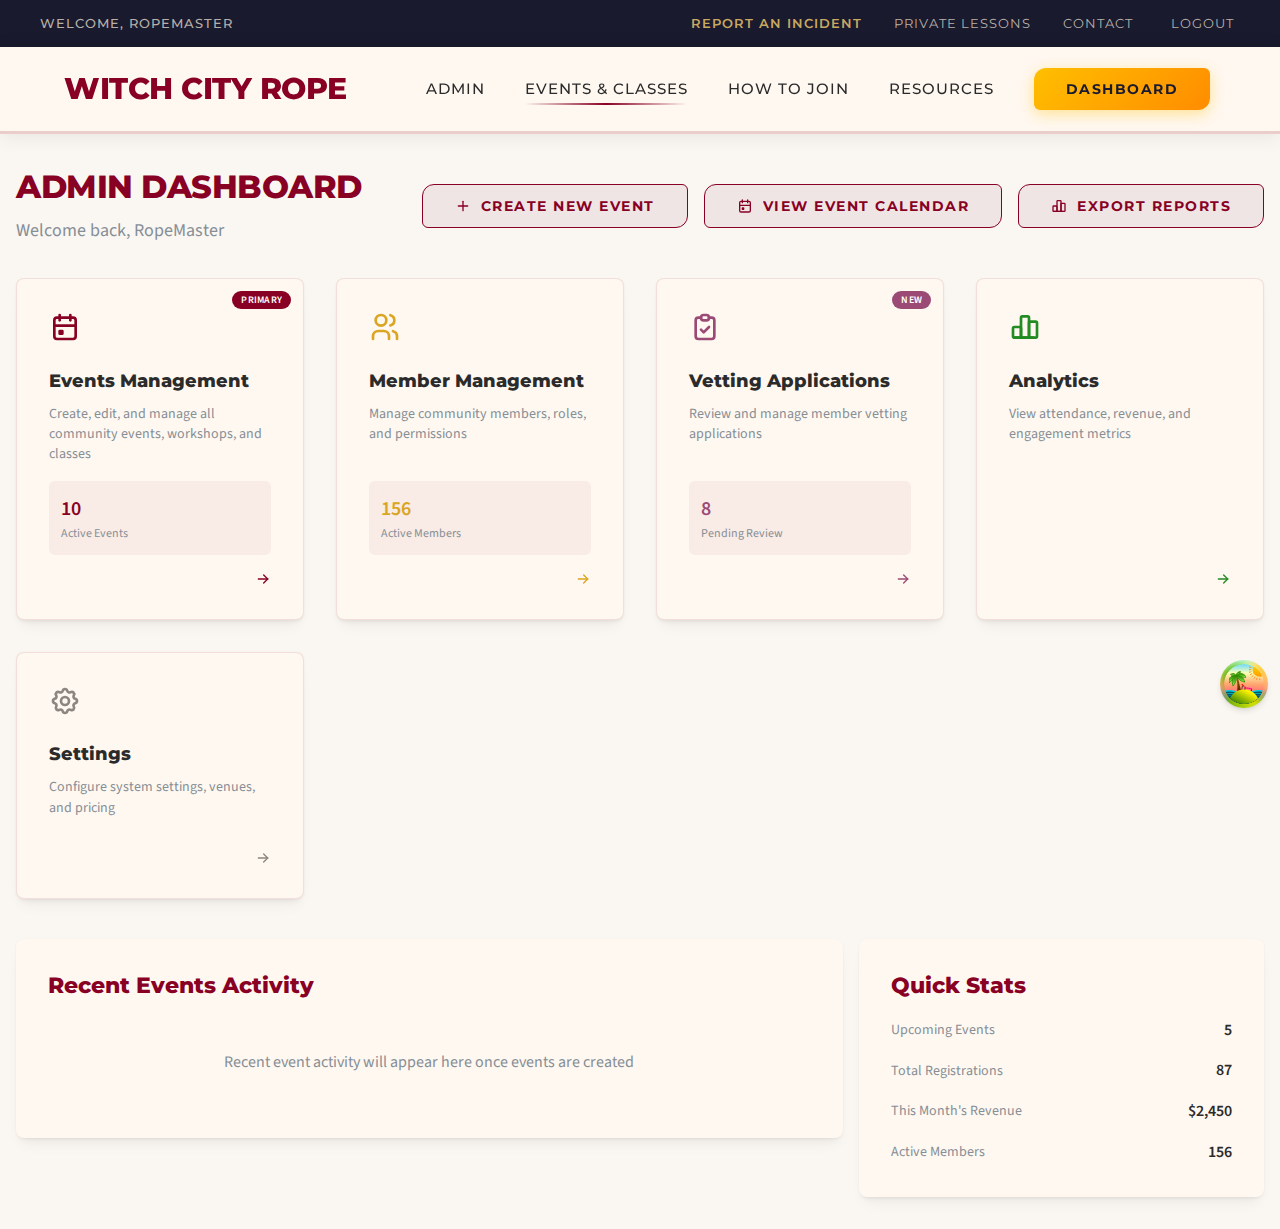 WELCOME, ROPEMASTER
REPORT AN INCIDENT
PRIVATE LESSONS
CONTACT
LOGOUT
WITCH CITY ROPE
ADMIN
EVENTS & CLASSES
HOW TO JOIN
RESOURCES
DASHBOARD
ADMIN DASHBOARD
Welcome back, RopeMaster
CREATE NEW EVENT
VIEW EVENT CALENDAR
EXPORT REPORTS
PRIMARY
Events Management
Create, edit, and manage all
community events, workshops, and
classes
10
Active Events
Member Management
Manage community members, roles,
and permissions
156
Active Members
NEW
Vetting Applications
Review and manage member vetting
applications
8
Pending Review
Analytics
View attendance, revenue, and
engagement metrics
Settings
Configure system settings, venues,
and pricing
Recent Events Activity
Recent event activity will appear here once events are created
Quick Stats
Upcoming Events 5
Total Registrations 87
This Month's Revenue $2,450
Active Members 156